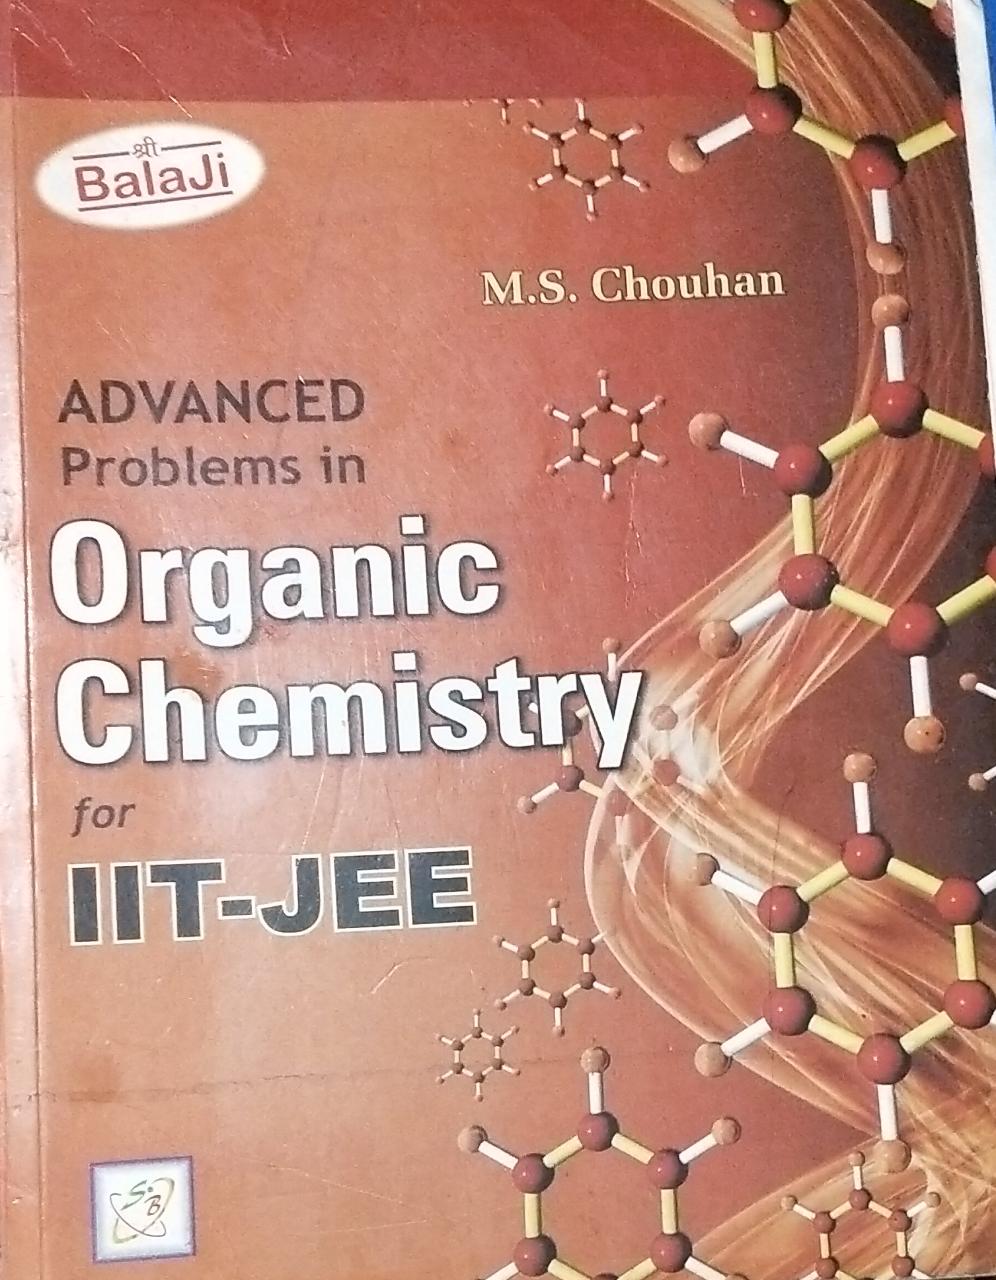 श्री
BalaJi
M.S. Chouhan
ADVANCED
Problems in
Organic
Chemistry
for
IIT-JEE
S.B